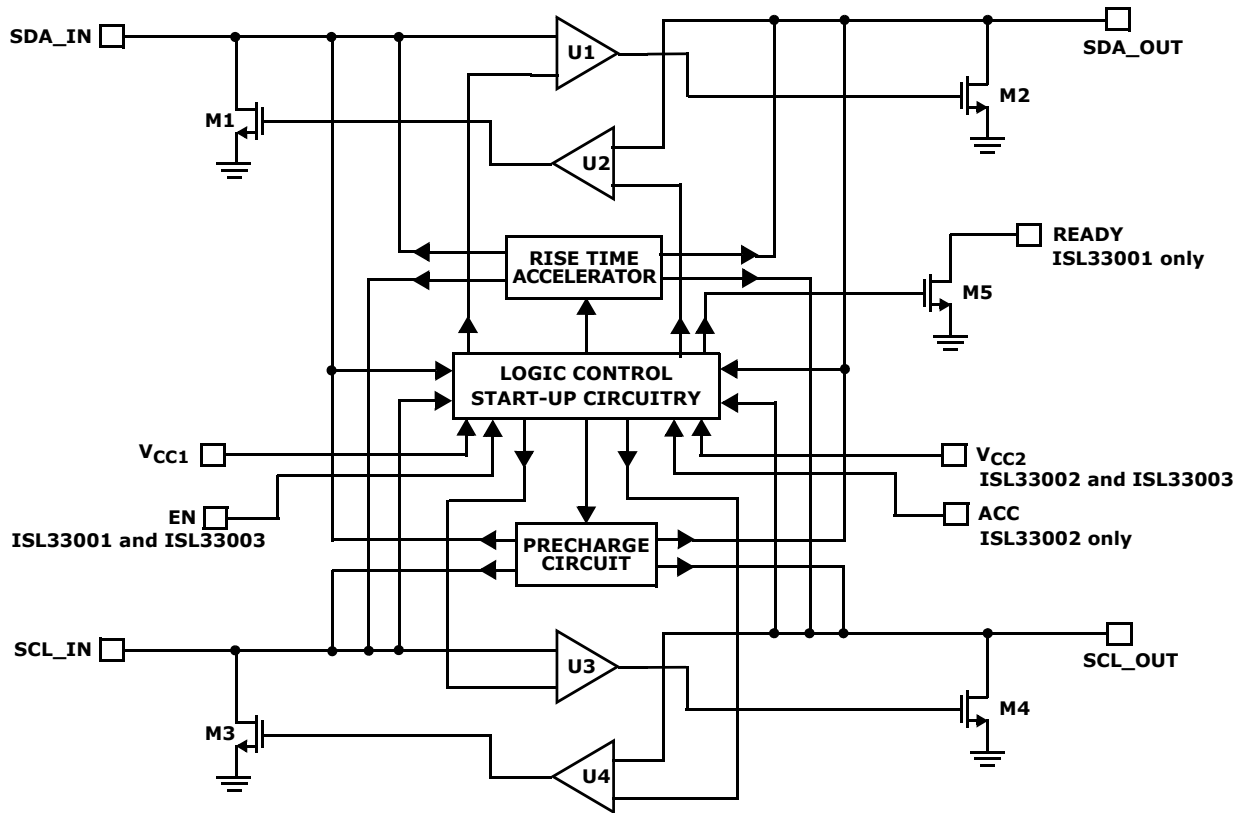 SDA_IN
U1
SDA_OUT
M1
M2
U2
RISE TIME
ACCELERATOR
READY
ISL33001 only
M5
LOGIC CONTROL
START-UP CIRCUITRY
VCC1
VCC2
ISL33002 and ISL33003
EN
ISL33001 and ISL33003
ACC
ISL33002 only
PRECHARGE
CIRCUIT
SCL_IN
U3
SCL_OUT
M3
M4
U4